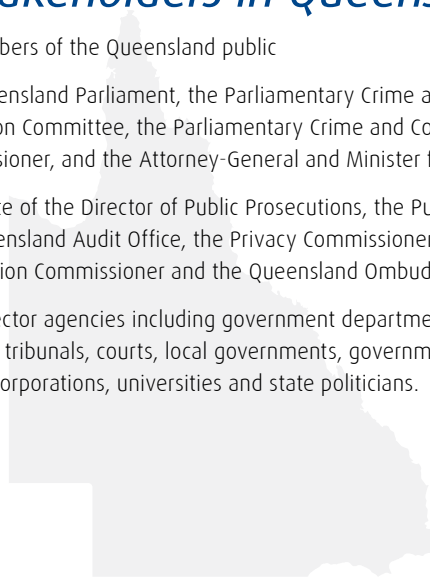 akeholders in Queens
bers of the Queensland public
ensland Parliament, the Parliamentary Crime a
on Committee, the Parliamentary Crime and Co
sioner, and the Attorney-General and Minister f
ce of the Director of Public Prosecutions, the Pu
ensland Audit Office, the Privacy Commissioner
ion Commissioner and the Queensland Ombud
ector agencies including government departme
tribunals, courts, local governments, governm
orporations, universities and state politicians.